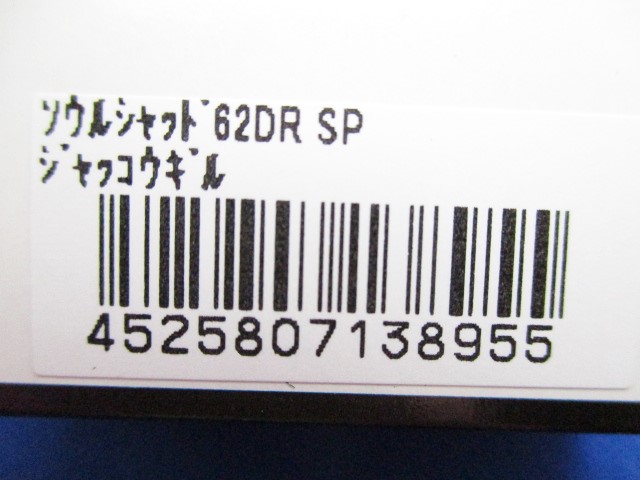 ｿｳﾙｼｬｯﾄﾞ62DR SP
ｼﾞｬｯｺｳｷﾞﾙ
4525807138955